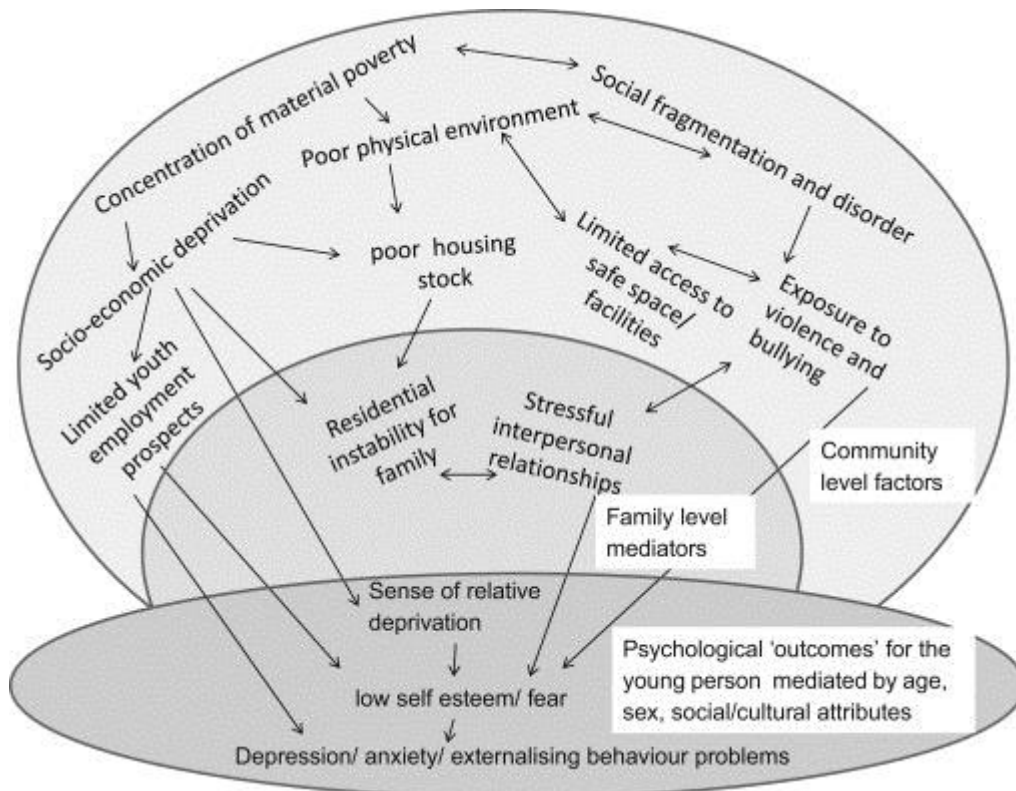 Concentration of material poverty
Social fragmentation and disorder
Poor physical environment
Socio-economic deprivation
poor housing
stock
Limited access to
safe space/
facilities
Exposure to
violence and
bullying
Limited youth
employment
prospects
Residential
instability for
family
Stressful
interpersonal
relationships
Community
level factors
Family level
mediators
Sense of relative
deprivation
Psychological ‘outcomes’ for the
young person mediated by age,
sex, social/cultural attributes
low self esteem/ fear
Depression/ anxiety/ externalising behaviour problems